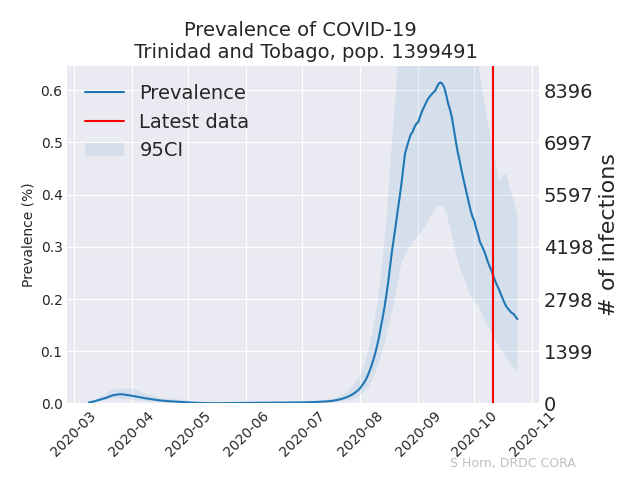 Prevalence of COVID-19
Trinidad and Tobago, pop. 1399491
Prevalence
Latest data
95CI
Prevalence (%)
0.6
0.5
0.4
0.3
0.2
0.1
0.0
8396
6997
5597
4198
2798
1399
0
# of infections
2020-03
2020-04
2020-05
2020-06
2020-07
2020-08
2020-09
2020-10
2020-11
S Horn, DRDC CORA